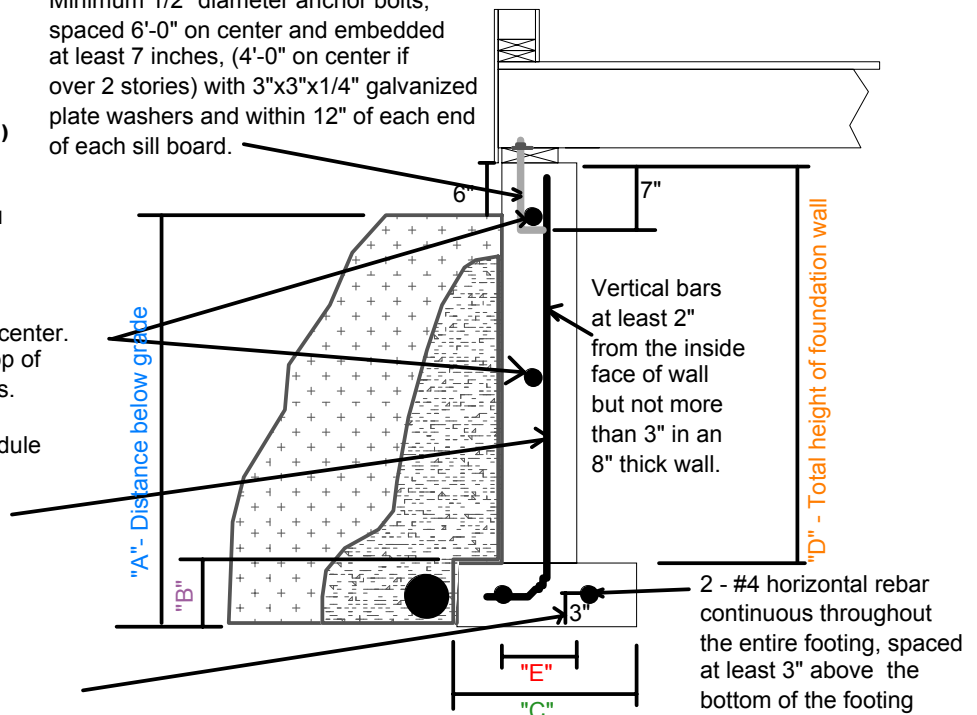 Minimum 1/2" diameter anchor bolts,
spaced 6'-0" on center and embedded
at least 7 inches, (4'-0" on center if
over 2 stories) with 3"x3"x1/4" galvanized
plate washers and within 12" of each end
of each sill board.
)
6"
7"
center.
op of
s.
dule
"A"- Distance below grade
Vertical bars
at least 2"
from the inside
face of wall
but not more
than 3" in an
8" thick wall.
"D" - Total height of foundation wall
"B"
3"
2 - #4 horizontal rebar
continuous throughout
the entire footing, spaced
at least 3" above the
bottom of the footing
"E"
"C"